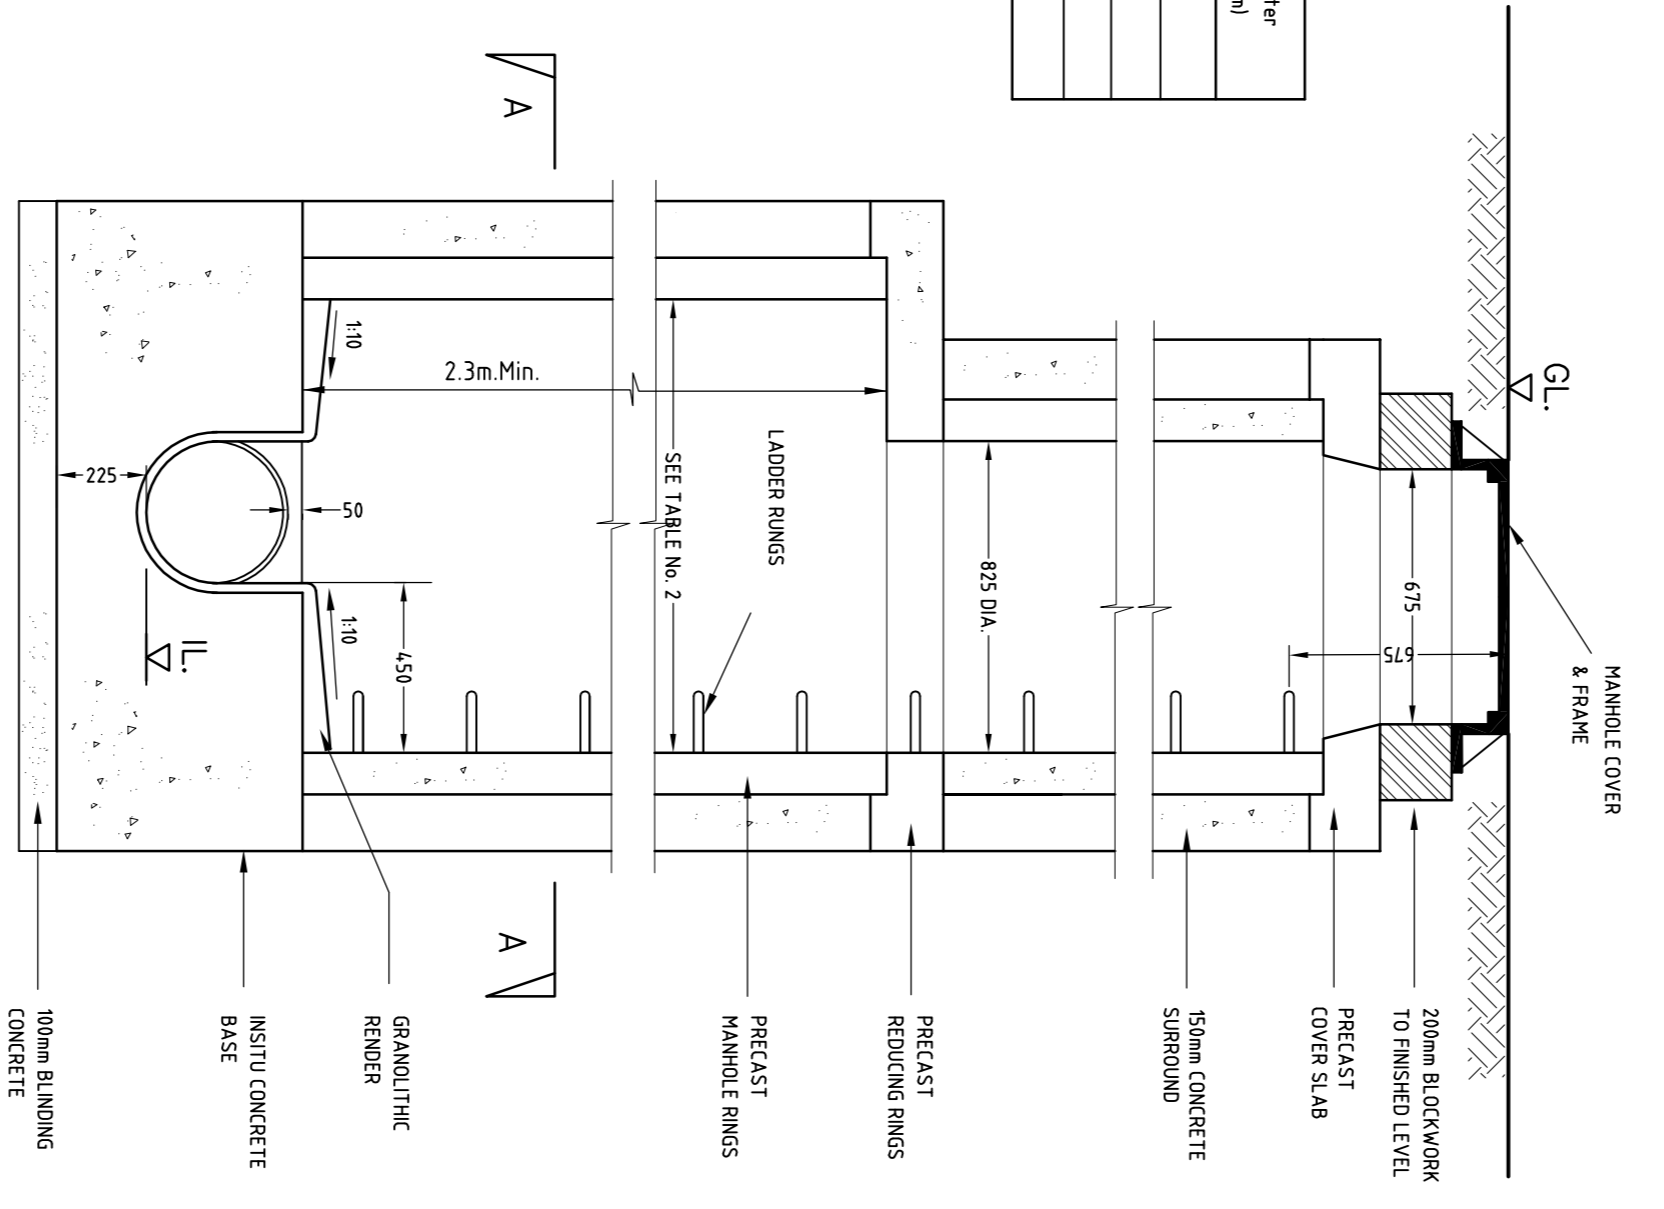 ter
m)
GL.
MANHOLE COVER
& FRAME
200mm BLOCKWORK
TO FINISHED LEVEL
PRECAST
COVER SLAB
150mm CONCRETE
SURROUND
PRECAST
REDUCING RINGS
PRECAST
MANHOLE RINGS
GRANOLITHIC
RENDER
INSITU CONCRETE
BASE
100mm BLINDING
CONCRETE
675
675
825 DIA.
LADDER RUNGS
SEE TABLE No. 2
2.3m.Min.
1:10
1:10
450
50
225
IL.
A
A